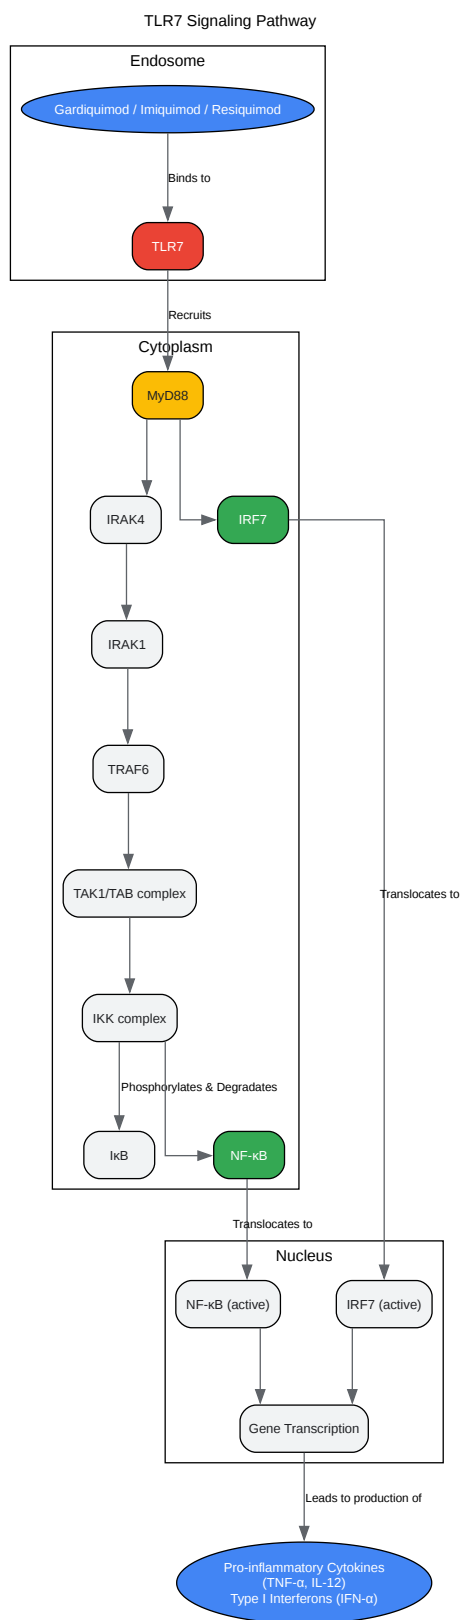 TLR7 Signaling Pathway
Endosome
Gardiquimod / Imiquimod / Resiquimod
Binds to
TLR7
Recruits
Cytoplasm
MyD88
IRAK4
IRF7
IRAK1
TRAF6
TAK1/TAB complex
Translocates to
IKK complex
Phosphorylates & Degradates
IκB
NF-κB
Translocates to
Nucleus
NF-κB (active)
IRF7 (active)
Gene Transcription
Leads to production of
Pro-inflammatory Cytokines
(TNF-α, IL-12)
Type I Interferons (IFN-α)